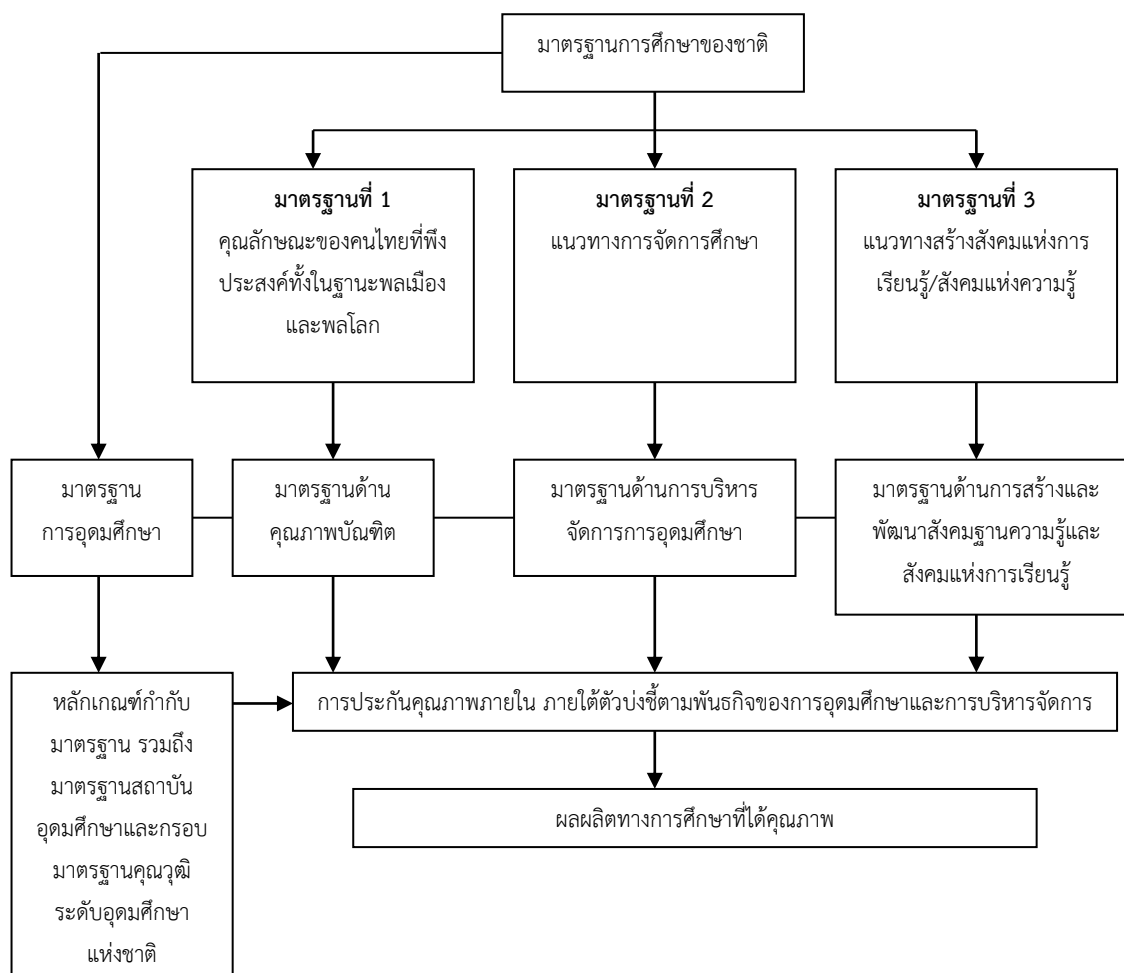 มาตรฐานการศึกษาของชาติ
มาตรฐานที่ 1
คุณลักษณะของคนไทยที่พึง
ประสงค์ทั้งในฐานะพลเมือง
และพลโลก
มาตรฐานที่ 2
แนวทางการจัดการศึกษา
มาตรฐานที่ 3
แนวทางสร้างสังคมแห่งการ
เรียนรู้/สังคมแห่งความรู้
มาตรฐาน
การอุดมศึกษา
มาตรฐานด้าน
คุณภาพบัณฑิต
มาตรฐานด้านการบริหาร
จัดการการอุดมศึกษา
มาตรฐานด้านการสร้างและ
พัฒนาสังคมฐานความรู้และ
สังคมแห่งการเรียนรู้
หลักเกณฑ์กำกับ
มาตรฐาน รวมถึง
มาตรฐานสถาบัน
อุดมศึกษาและกรอบ
มาตรฐานคุณวุฒิ
ระดับอุดมศึกษา
แห่งชาติ
การประกันคุณภาพภายใน ภายใต้ตัวบ่งชี้ตามพันธกิจของการอุดมศึกษาและการบริหารจัดการ
ผลผลิตทางการศึกษาที่ได้คุณภาพ